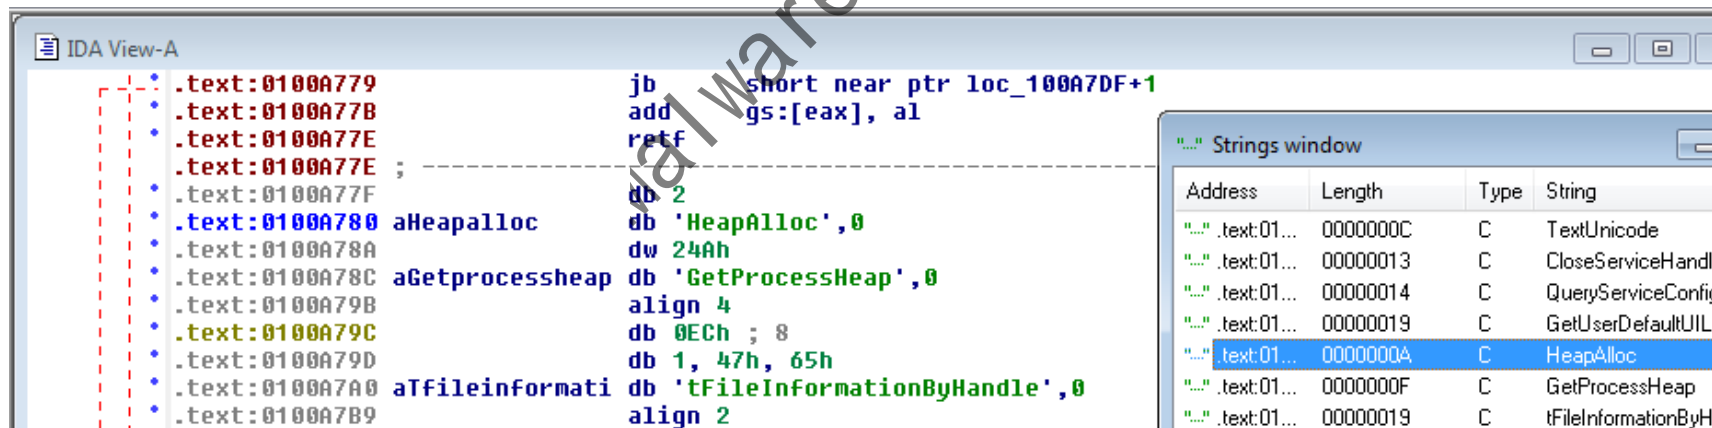 IDA View-A
.text:0100A779 jb short near ptr loc_100A7DF+1
.text:0100A77B add gs:[eax], al
.text:0100A77E retf
.text:0100A77E ; ---------------------------------------------------------------------------
.text:0100A77F db 2
.text:0100A780 aHeapalloc db 'HeapAlloc',0
.text:0100A78A dw 24Ah
.text:0100A78C aGetprocessheap db 'GetProcessHeap',0
.text:0100A79B align 4
.text:0100A79C db 0ECh ; 8
.text:0100A79D db 1, 47h, 65h
.text:0100A7A0 aTfileinformati db 'tFileInformationByHandle',0
.text:0100A7B9 align 2
Strings window
Address Length Type String
"..." .text:01... 0000000C C TextUnicode
"..." .text:01... 00000013 C CloseServiceHandl
"..." .text:01... 00000014 C QueryServiceConfig
"..." .text:01... 00000019 C GetUserDefaultUIL
"..." .text:01... 0000000A C HeapAlloc
"..." .text:01... 0000000F C GetProcessHeap
"..." .text:01... 00000019 C tFileInformationByH
malwar